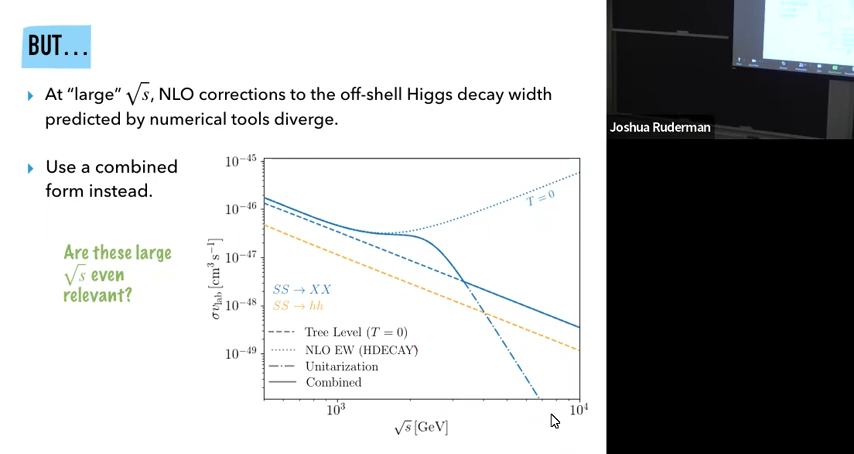 BUT...
At “large” √s, NLO corrections to the off-shell Higgs decay width
predicted by numerical tools diverge.
Use a combined
form instead.
Are these large
√s even
relevant?
10⁻⁴⁵
10⁻⁴⁶
10⁻⁴⁷
10⁻⁴⁸
10⁻⁴⁹
σv_lab [cm³ s⁻¹]
T = 0
SS → XX
SS → hh
Tree Level (T = 0)
NLO EW (HDECAY)
Unitarization
Combined
10³
10⁴
√s [GeV]
Joshua Ruderman